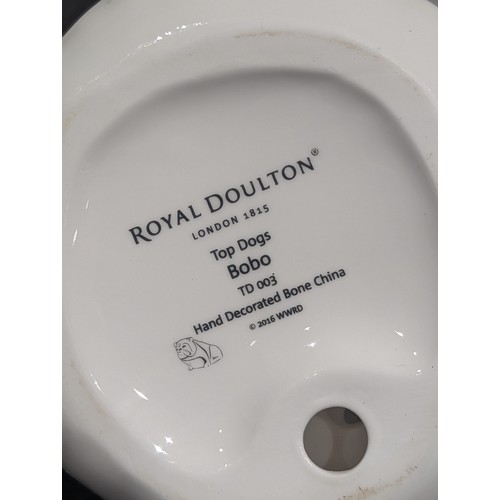 ROYAL DOULTON®
LONDON 1815
Top Dogs
Bobo
TD 003
Hand Decorated Bone China
© 2016 WWRD